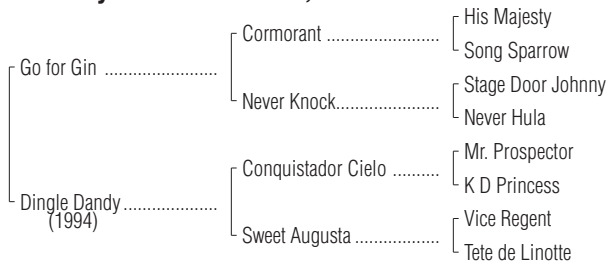 His Majesty
Cormorant ....................
Song Sparrow
Go for Gin ....................
Stage Door Johnny
Never Knock....................
Never Hula
Mr. Prospector
Conquistador Cielo ..........
K D Princess
Dingle Dandy ....................
(1994)
Vice Regent
Sweet Augusta ...............
Tete de Linotte